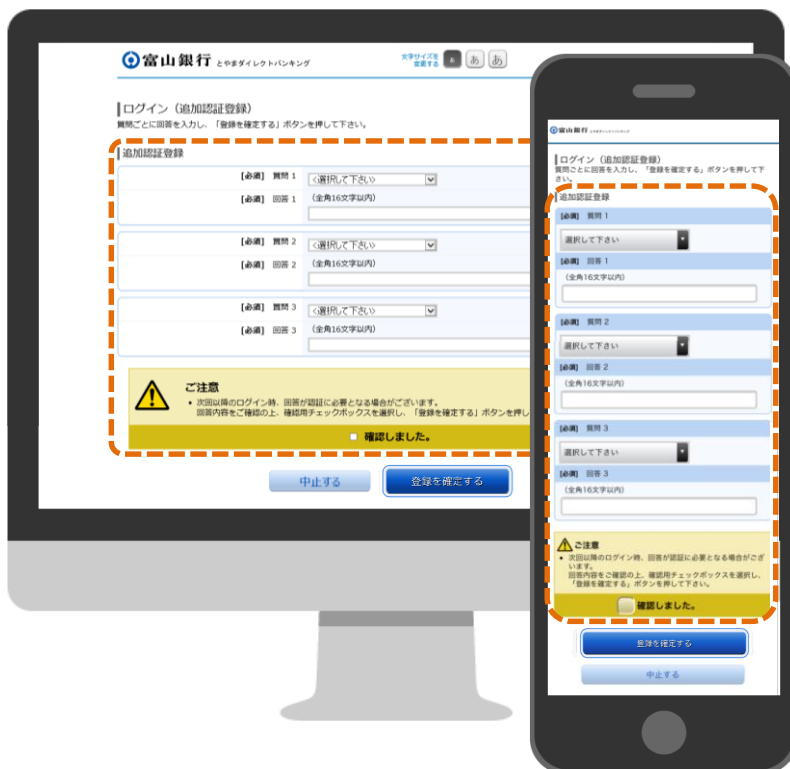 富山銀行 とやまダイレクトバンキング
文字サイズを
変更する
あ あ あ
ログイン（追加認証登録）
質問ごとに回答を入力し、「登録を確定する」ボタンを押して下さい。
追加認証登録
[必須] 質問 1 <選択して下さい>
[必須] 回答 1 (全角16文字以内)
[必須] 質問 2 <選択して下さい>
[必須] 回答 2 (全角16文字以内)
[必須] 質問 3 <選択して下さい>
[必須] 回答 3 (全角16文字以内)
ご注意
• 次回以降のログイン時、回答が認証に必要となる場合がございます。
回答内容をご確認の上、確認用チェックボックスを選択し、「登録を確定する」ボタンを押し
確認しました。
中止する 登録を確定する
富山銀行 とやまダイレクトバンキング
ログイン（追加認証登録）
質問ごとに回答を入力し、「登録を確定する」ボタンを押して下
さい。
追加認証登録
[必須] 質問 1
選択して下さい
[必須] 回答 1
(全角16文字以内)
[必須] 質問 2
選択して下さい
[必須] 回答 2
(全角16文字以内)
[必須] 質問 3
選択して下さい
[必須] 回答 3
(全角16文字以内)
ご注意
• 次回以降のログイン時、回答が認証に必要となる場合がござ
います。
回答内容をご確認の上、確認用チェックボックスを選択し、
「登録を確定する」ボタンを押して下さい。
確認しました。
登録を確定する
中止する